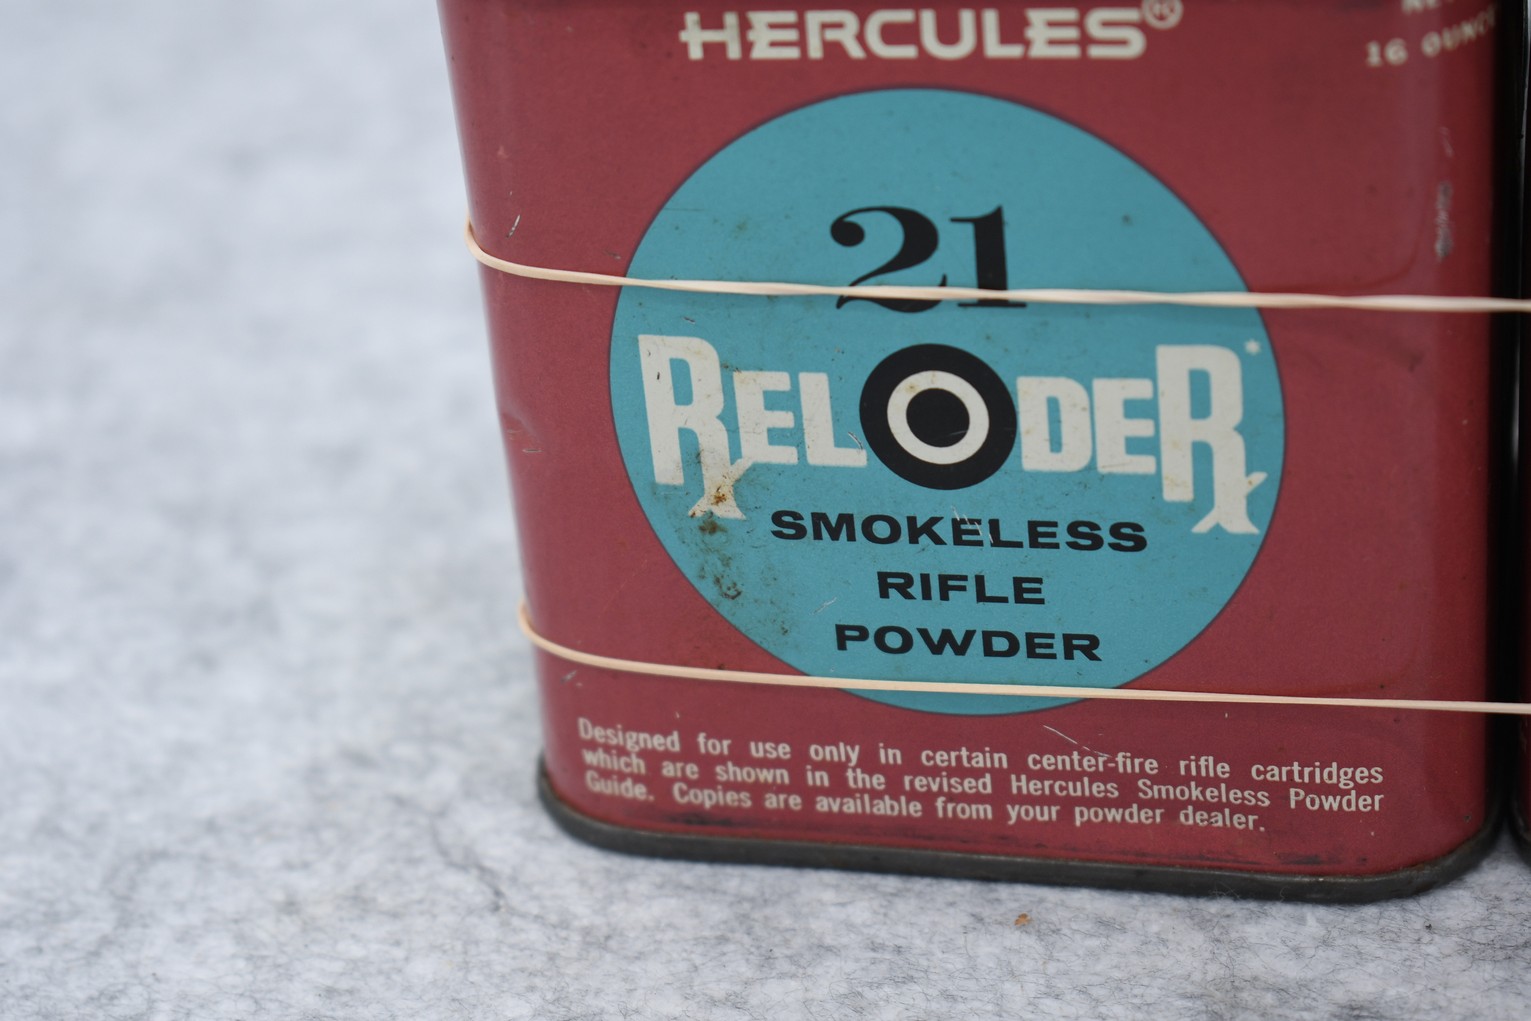 HERCULES®
16 OUNC
21
RELODER*
SMOKELESS
RIFLE
POWDER
Designed for use only in certain center-fire rifle cartridges
which are shown in the revised Hercules Smokeless Powder
Guide. Copies are available from your powder dealer.